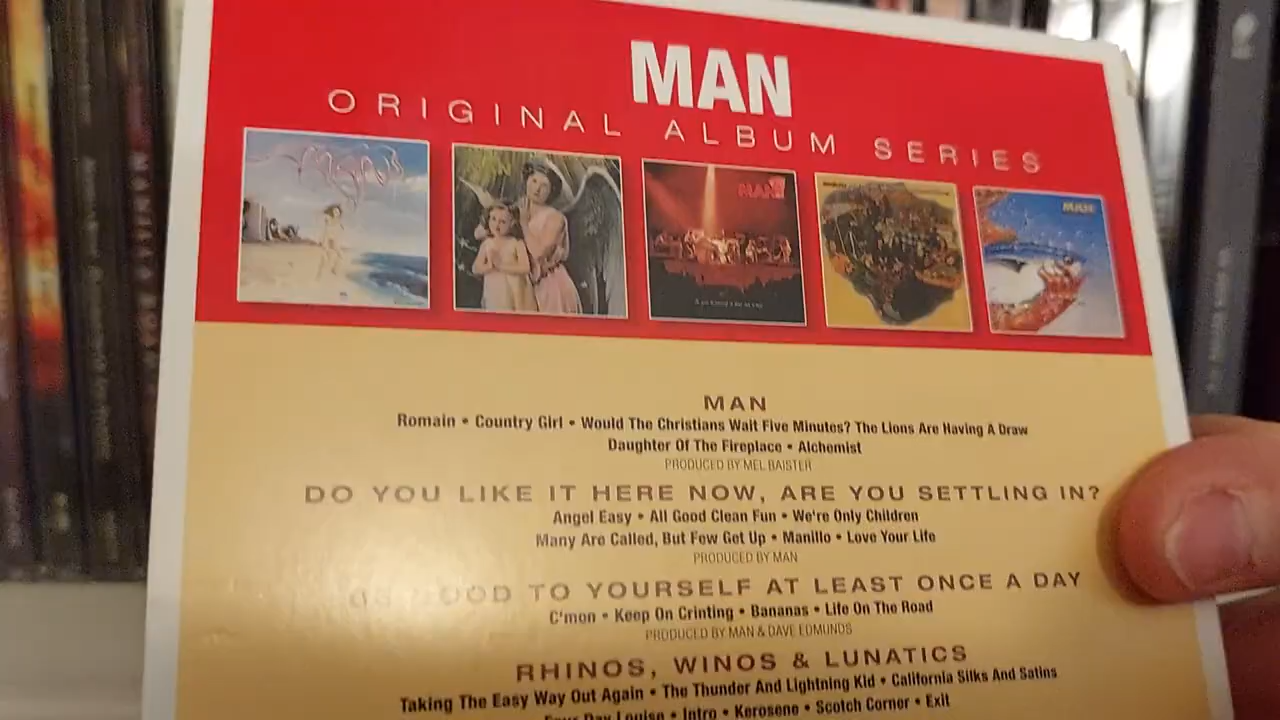 MAN
ORIGINAL ALBUM SERIES
MAN
MAN
MAN
Romain • Country Girl • Would The Christians Wait Five Minutes? The Lions Are Having A Draw
Daughter Of The Fireplace • Alchemist
PRODUCED BY MEL BAISTER
DO YOU LIKE IT HERE NOW, ARE YOU SETTLING IN?
Angel Easy • All Good Clean Fun • We're Only Children
Many Are Called, But Few Get Up • Manillo • Love Your Life
PRODUCED BY MAN
GOOD TO YOURSELF AT LEAST ONCE A DAY
C'mon • Keep On Crinting • Bananas • Life On The Road
PRODUCED BY MAN & DAVE EDMUNDS
RHINOS, WINOS & LUNATICS
Taking The Easy Way Out Again • The Thunder And Lightning Kid • California Silks And Satins
Four Day Louise • Intro • Kerosene • Scotch Corner • Exit